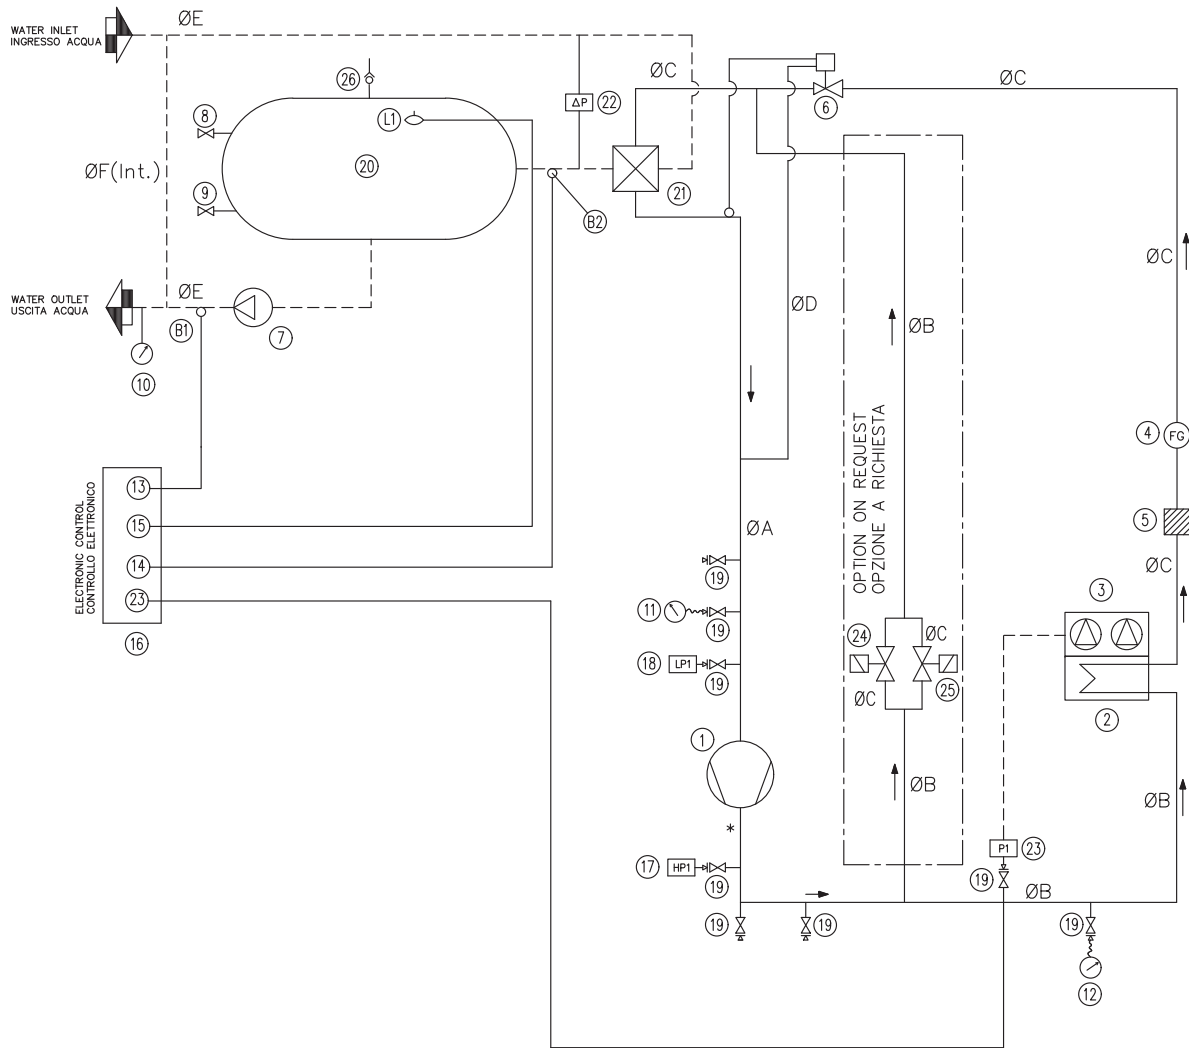 ØE
WATER INLET
INGRESSO ACQUA
26
ØC
ØC
8
L1
ΔP
22
6
20
ØF(Int.)
9
21
B2
WATER OUTLET
USCITA ACQUA
ØE
B1
7
10
ØC
ØD
ØB
OPTION ON REQUEST
OPZIONE A RICHIESTA
4
FG
ELECTRONIC CONTROL
CONTROLLO ELETTRONICO
13
15
14
23
16
ØA
5
ØC
19
3
11
19
24
ØC
18
LP1
19
25
ØC
2
1
ØB
ØB
*
P1
23
17
HP1
19
19
ØB
19
19
19
12